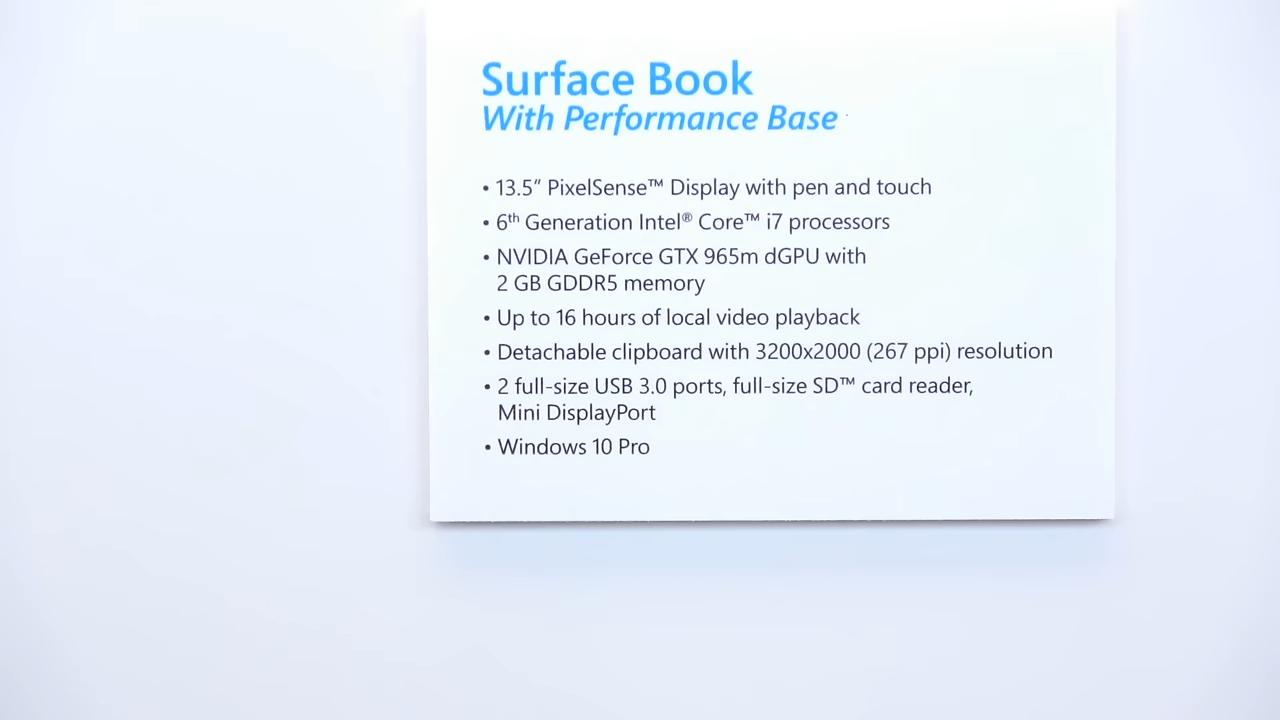 Surface Book
With Performance Base
• 13.5” PixelSense™ Display with pen and touch
• 6th Generation Intel® Core™ i7 processors
• NVIDIA GeForce GTX 965m dGPU with
2 GB GDDR5 memory
• Up to 16 hours of local video playback
• Detachable clipboard with 3200x2000 (267 ppi) resolution
• 2 full-size USB 3.0 ports, full-size SD™ card reader,
Mini DisplayPort
• Windows 10 Pro